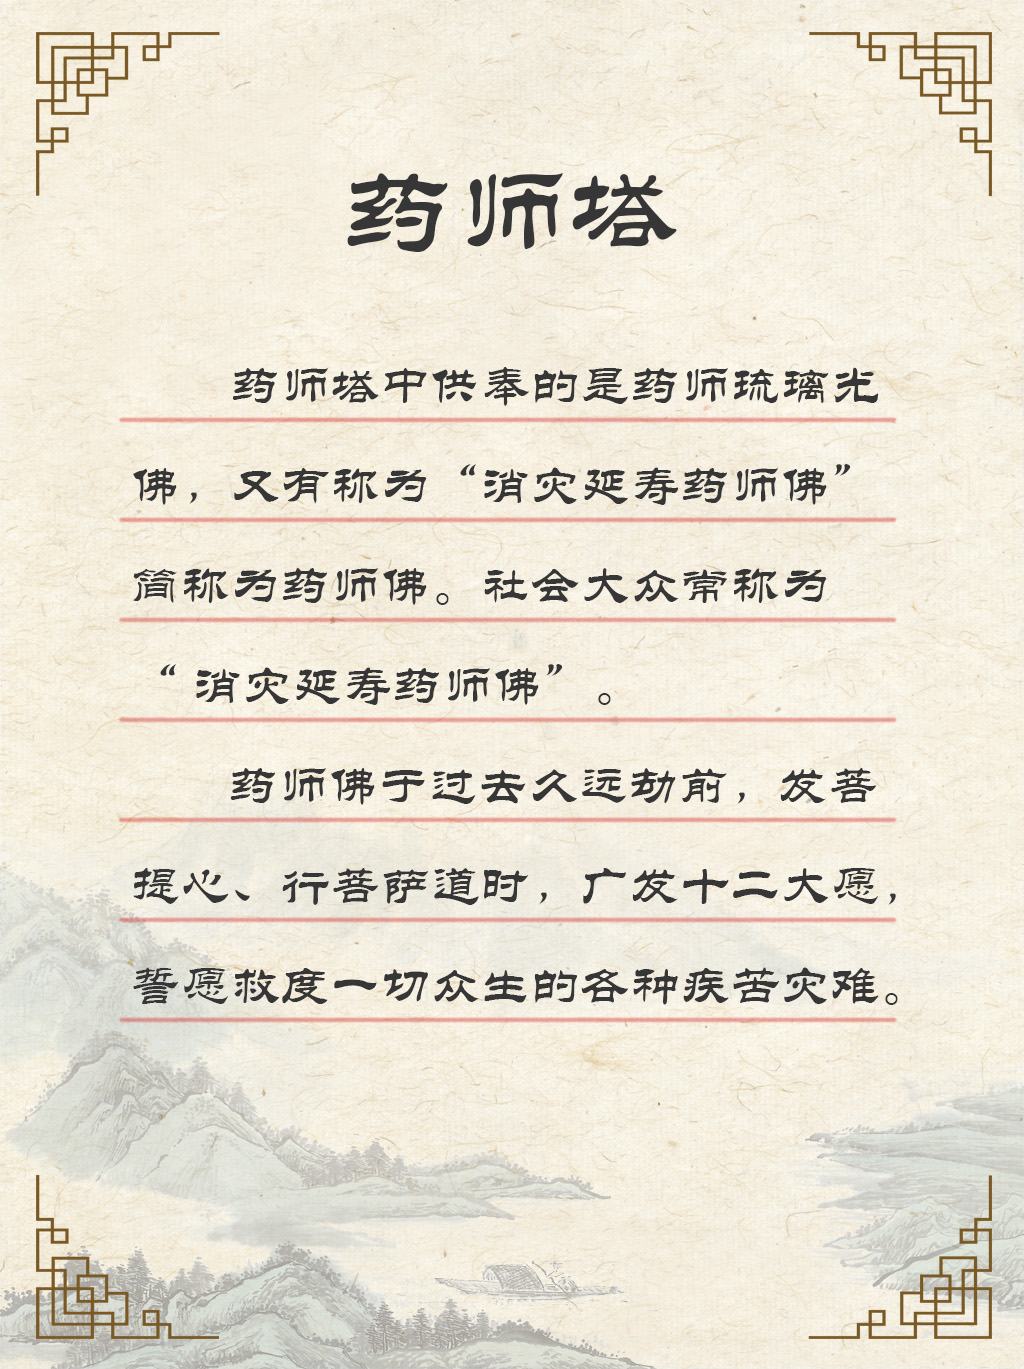 药师塔
药师塔中供奉的是药师琉璃光
佛，又有称为“消灾延寿药师佛”
简称为药师佛。社会大众常称为
“消灾延寿药师佛”。
药师佛于过去久远劫前，发菩
提心、行菩萨道时，广发十二大愿，
誓愿救度一切众生的各种疾苦灾难。